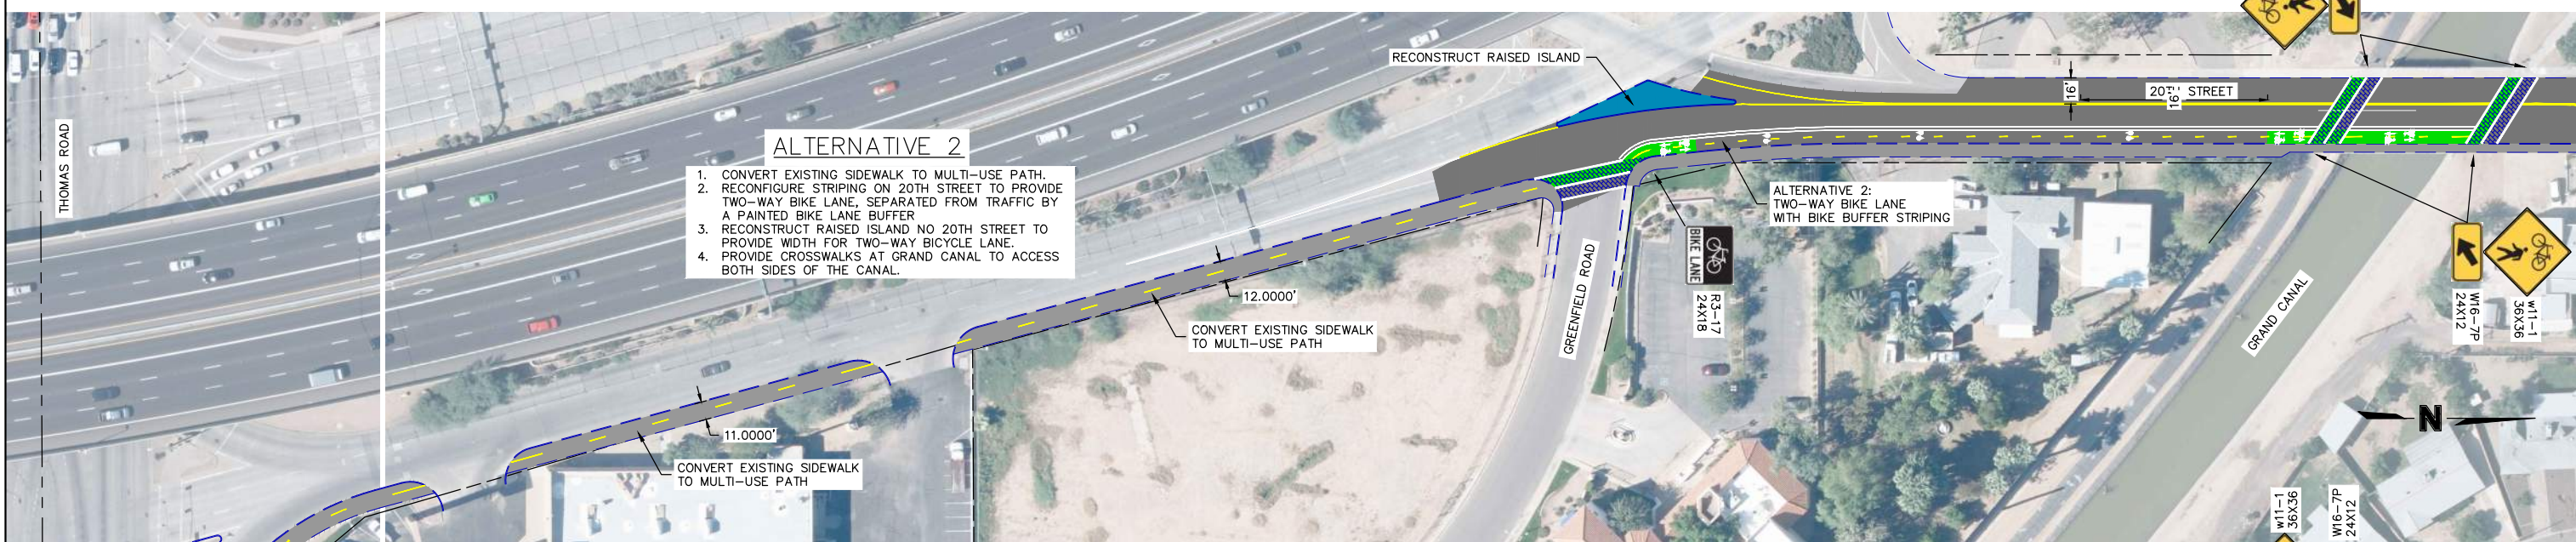 THOMAS ROAD
ALTERNATIVE 2
1. CONVERT EXISTING SIDEWALK TO MULTI-USE PATH.
2. RECONFIGURE STRIPING ON 20TH STREET TO PROVIDE
TWO-WAY BIKE LANE, SEPARATED FROM TRAFFIC BY
A PAINTED BIKE LANE BUFFER
3. RECONSTRUCT RAISED ISLAND NO 20TH STREET TO
PROVIDE WIDTH FOR TWO-WAY BICYCLE LANE.
4. PROVIDE CROSSWALKS AT GRAND CANAL TO ACCESS
BOTH SIDES OF THE CANAL.
11.0000'
CONVERT EXISTING SIDEWALK
TO MULTI-USE PATH
12.0000'
CONVERT EXISTING SIDEWALK
TO MULTI-USE PATH
RECONSTRUCT RAISED ISLAND
GREENFIELD ROAD
BIKE LANE
R3-17
24X18
ALTERNATIVE 2:
TWO-WAY BIKE LANE
WITH BIKE BUFFER STRIPING
16'
STREET
16'
GRAND CANAL
W16-7P
24X12
w11-1
36X36
N
w11-1
36X36
W16-7P
24X12